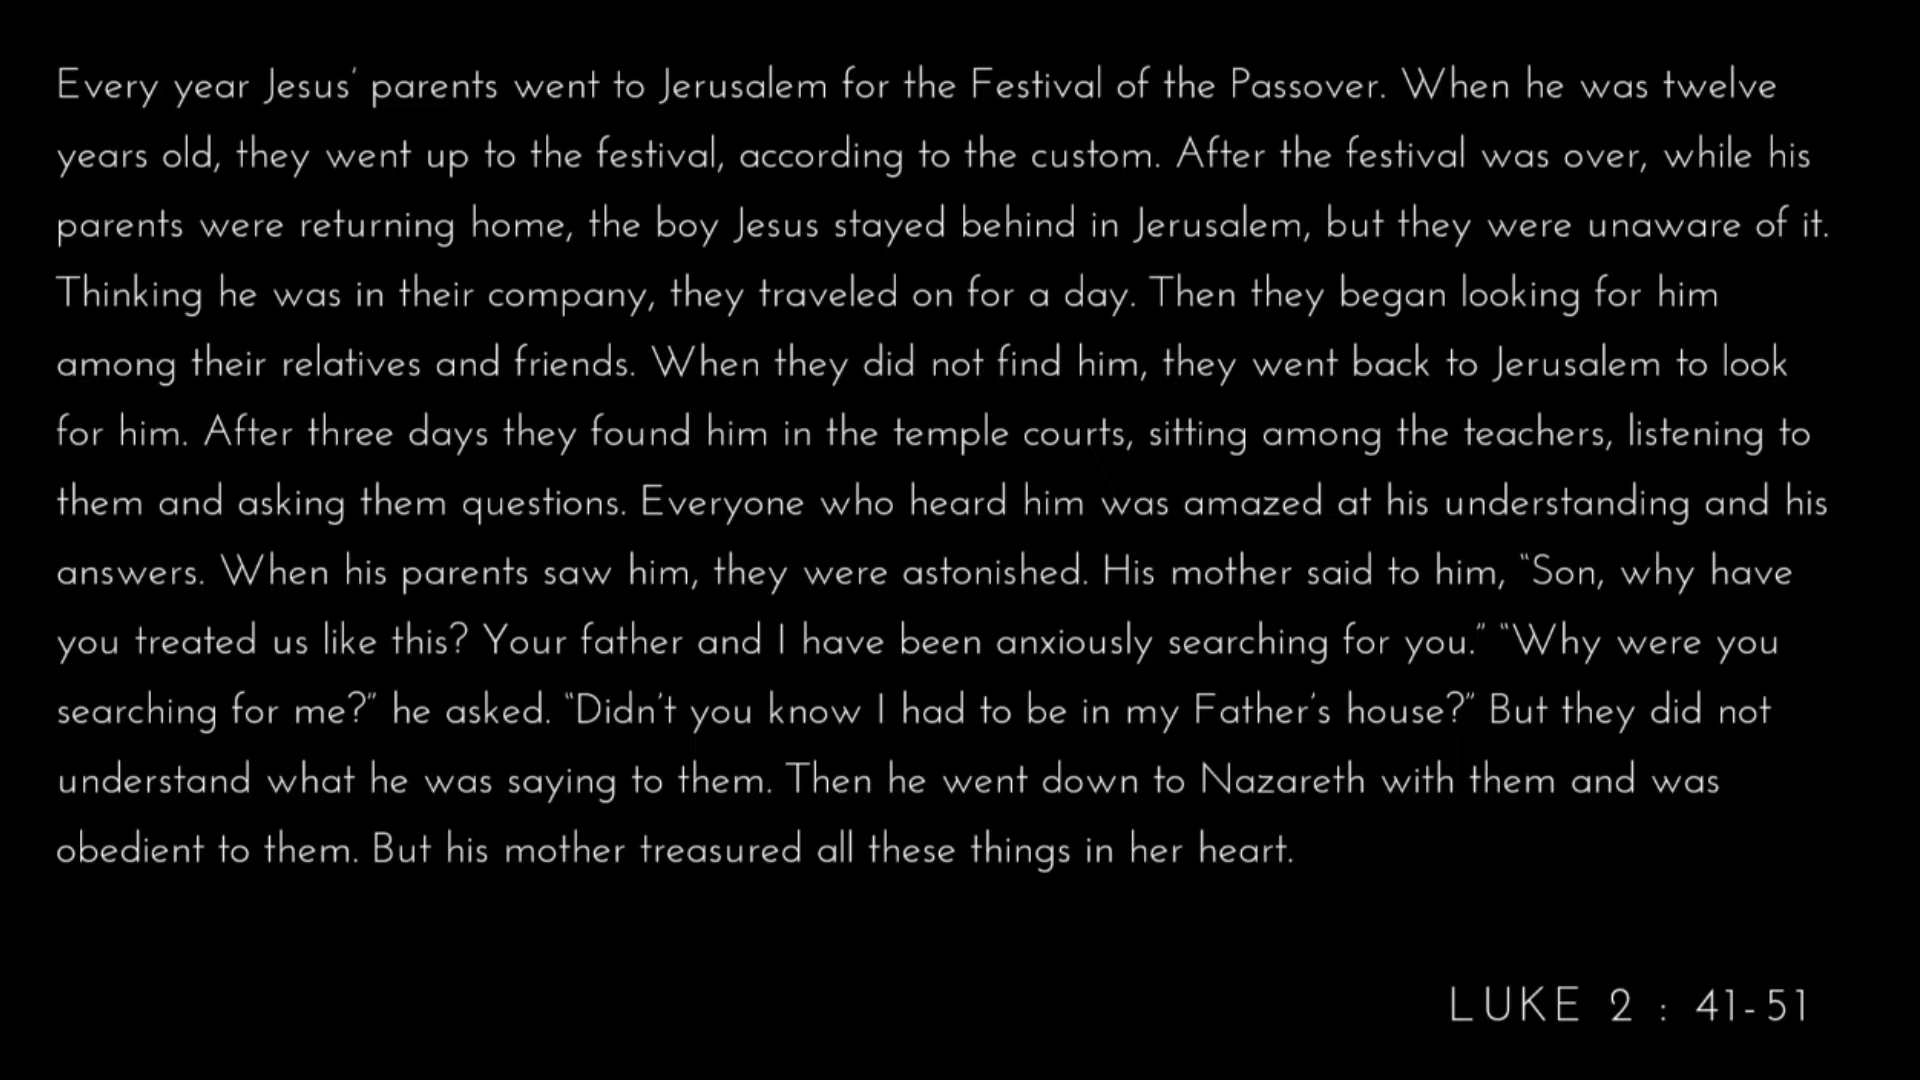 Every year Jesus’ parents went to Jerusalem for the Festival of the Passover. When he was twelve
years old, they went up to the festival, according to the custom. After the festival was over, while his
parents were returning home, the boy Jesus stayed behind in Jerusalem, but they were unaware of it.
Thinking he was in their company, they traveled on for a day. Then they began looking for him
among their relatives and friends. When they did not find him, they went back to Jerusalem to look
for him. After three days they found him in the temple courts, sitting among the teachers, listening to
them and asking them questions. Everyone who heard him was amazed at his understanding and his
answers. When his parents saw him, they were astonished. His mother said to him, “Son, why have
you treated us like this? Your father and I have been anxiously searching for you.” “Why were you
searching for me?” he asked. “Didn’t you know I had to be in my Father’s house?” But they did not
understand what he was saying to them. Then he went down to Nazareth with them and was
obedient to them. But his mother treasured all these things in her heart.
LUKE 2 : 41-51